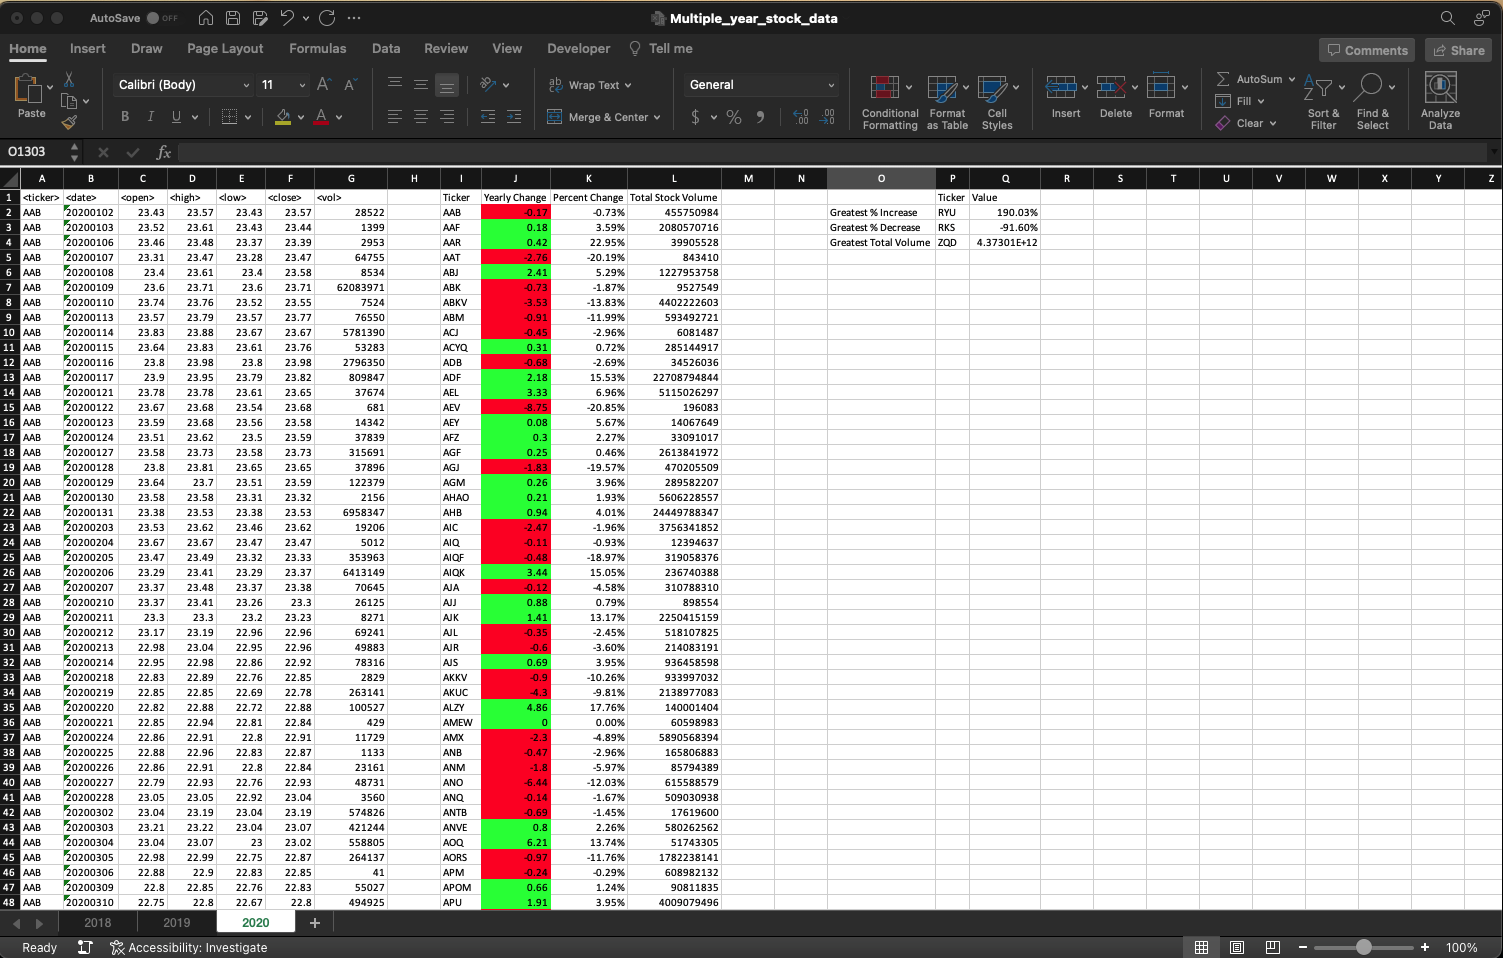 AutoSave OFF Multiple_year_stock_data
Home Insert Draw Page Layout Formulas Data Review View Developer Tell me Comments Share
Calibri (Body) 11 A A ab Wrap Text General AutoSum
Fill
Paste B I U A Merge & Center $ % Conditional Formatting Format as Table Cell Styles Insert Delete Format Clear Sort & Filter Find & Select Analyze Data
O1303 fx
A B C D E F G H I J K L M N O P Q R S T U V W X Y Z
1 <ticker> <date> <open> <high> <low> <close> <vol> Ticker Yearly Change Percent Change Total Stock Volume Ticker Value
2 AAB 20200102 23.43 23.57 23.43 23.57 28522 AAB -0.17 -0.73% 455750984 Greatest % Increase RYU 190.03%
3 AAB 20200103 23.52 23.61 23.43 23.44 1399 AAF 0.18 3.59% 2080570716 Greatest % Decrease RKS -91.60%
4 AAB 20200106 23.46 23.48 23.37 23.39 2953 AAR 0.42 22.95% 39905528 Greatest Total Volume ZQD 4.37301E+12
5 AAB 20200107 23.31 23.47 23.28 23.47 64755 AAT -2.76 -20.19% 843410
6 AAB 20200108 23.4 23.61 23.4 23.58 8534 ABJ 2.41 5.29% 1227953758
7 AAB 20200109 23.6 23.71 23.6 23.71 62083971 ABK -0.73 -1.87% 9527549
8 AAB 20200110 23.74 23.76 23.52 23.55 7524 ABKV -3.53 -13.83% 4402222603
9 AAB 20200113 23.57 23.79 23.57 23.77 76550 ABM -0.91 -11.99% 593492721
10 AAB 20200114 23.83 23.88 23.67 23.67 5781390 ACJ -0.45 -2.96% 6081487
11 AAB 20200115 23.64 23.83 23.61 23.76 53283 ACYQ 0.31 0.72% 285144917
12 AAB 20200116 23.8 23.98 23.8 23.98 2796350 ADB -0.68 -2.69% 34526036
13 AAB 20200117 23.9 23.95 23.79 23.82 809847 ADF 2.18 15.53% 22708794844
14 AAB 20200121 23.78 23.78 23.61 23.65 37674 AEL 3.33 6.96% 5115026297
15 AAB 20200122 23.67 23.68 23.54 23.68 681 AEV -8.75 -20.85% 196083
16 AAB 20200123 23.59 23.68 23.56 23.58 14342 AEY 0.08 5.67% 14067649
17 AAB 20200124 23.51 23.62 23.5 23.59 37839 AFZ 0.3 2.27% 33091017
18 AAB 20200127 23.58 23.73 23.58 23.73 315691 AGF 0.25 0.46% 2613841972
19 AAB 20200128 23.8 23.81 23.65 23.65 37896 AGJ -1.83 -19.57% 470205509
20 AAB 20200129 23.64 23.7 23.51 23.59 122379 AGM 0.26 3.96% 289582207
21 AAB 20200130 23.58 23.58 23.31 23.32 2156 AHAO 0.21 1.93% 5606228557
22 AAB 20200131 23.38 23.53 23.38 23.53 6958347 AHB 0.94 4.01% 24449788347
23 AAB 20200203 23.53 23.62 23.46 23.62 19206 AIC -2.47 -1.96% 3756341852
24 AAB 20200204 23.67 23.67 23.47 23.47 5012 AIQ -0.11 -0.93% 12394637
25 AAB 20200205 23.47 23.49 23.32 23.33 353963 AIQF -0.48 -18.97% 319058376
26 AAB 20200206 23.29 23.41 23.29 23.37 6413149 AIQK 3.44 15.05% 236740388
27 AAB 20200207 23.37 23.48 23.37 23.38 70645 AJA -0.12 -4.58% 310788310
28 AAB 20200210 23.37 23.41 23.26 23.3 26125 AJJ 0.88 0.79% 898554
29 AAB 20200211 23.3 23.3 23.2 23.23 8271 AJK 1.41 13.17% 2250415159
30 AAB 20200212 23.17 23.19 22.96 22.96 69241 AJL -0.35 -2.45% 518107825
31 AAB 20200213 22.98 23.04 22.95 22.96 49883 AJR -0.6 -3.60% 214083191
32 AAB 20200214 22.95 22.98 22.86 22.92 78316 AJS 0.69 3.95% 936458598
33 AAB 20200218 22.83 22.89 22.76 22.85 2829 AKKV -0.9 -10.26% 933997032
34 AAB 20200219 22.85 22.85 22.69 22.78 263141 AKUC -4.3 -9.81% 2138977083
35 AAB 20200220 22.82 22.88 22.72 22.88 100527 ALZY 4.86 17.76% 140001404
36 AAB 20200221 22.85 22.94 22.81 22.84 429 AMEW 0 0.00% 60598983
37 AAB 20200224 22.86 22.91 22.8 22.91 11729 AMX -2.3 -4.89% 5890568394
38 AAB 20200225 22.88 22.96 22.83 22.87 1133 ANB -0.47 -2.96% 165806883
39 AAB 20200226 22.86 22.91 22.8 22.84 23161 ANM -1.8 -5.97% 85794389
40 AAB 20200227 22.79 22.93 22.76 22.93 48731 ANO -6.44 -12.03% 615588579
41 AAB 20200228 23.05 23.05 22.92 23.04 3560 ANQ -0.14 -1.67% 509030938
42 AAB 20200302 23.04 23.19 23.04 23.19 574826 ANTB -0.69 -1.45% 17619600
43 AAB 20200303 23.21 23.22 23.04 23.07 421244 ANVE 0.8 2.26% 580262562
44 AAB 20200304 23.04 23.07 23 23.02 558805 AOQ 6.21 13.74% 51743305
45 AAB 20200305 22.98 22.99 22.75 22.87 264137 AORS -0.97 -11.76% 1782238141
46 AAB 20200306 22.88 22.9 22.83 22.85 41 APM -0.24 -0.29% 608982132
47 AAB 20200309 22.8 22.85 22.76 22.83 55027 APOM 0.66 1.24% 90811835
48 AAB 20200310 22.75 22.8 22.67 22.8 494925 APU 1.91 3.95% 4009079496
2018 2019 2020 +
Ready Accessibility: Investigate 100%